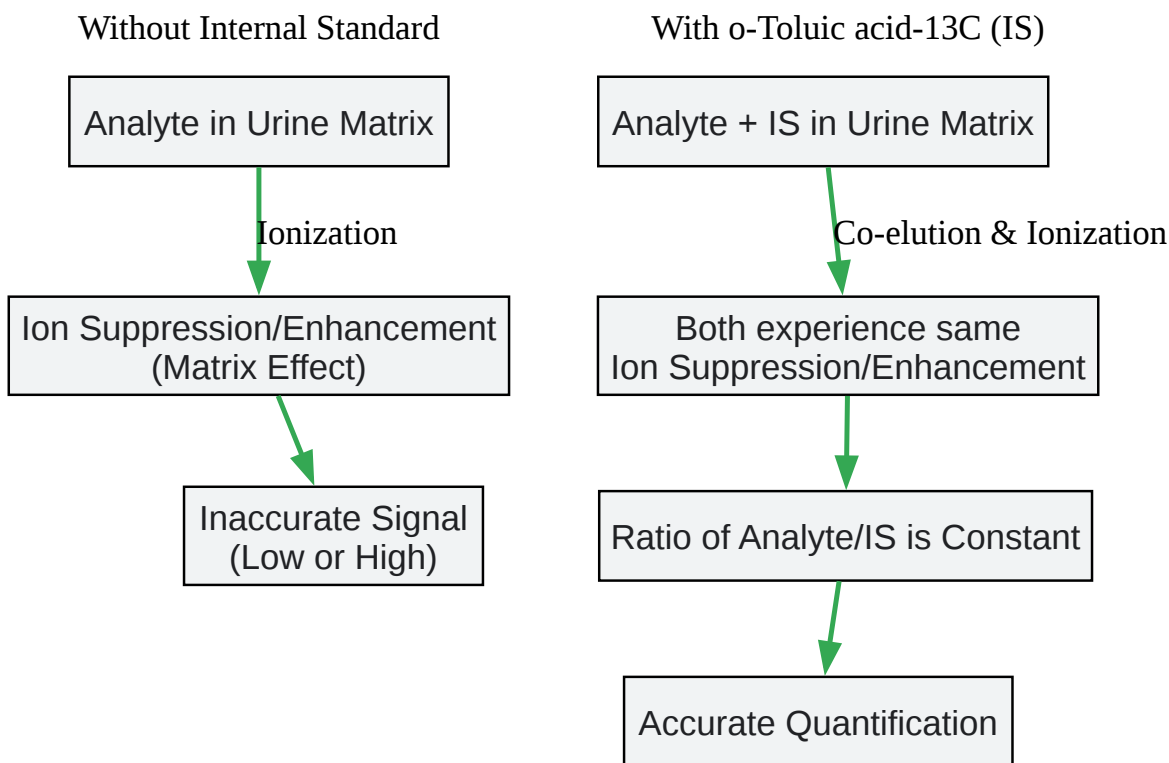 Without Internal Standard
Analyte in Urine Matrix
Ionization
Ion Suppression/Enhancement
(Matrix Effect)
Inaccurate Signal
(Low or High)
With o-Toluic acid-13C (IS)
Analyte + IS in Urine Matrix
Co-elution & Ionization
Both experience same
Ion Suppression/Enhancement
Ratio of Analyte/IS is Constant
Accurate Quantification